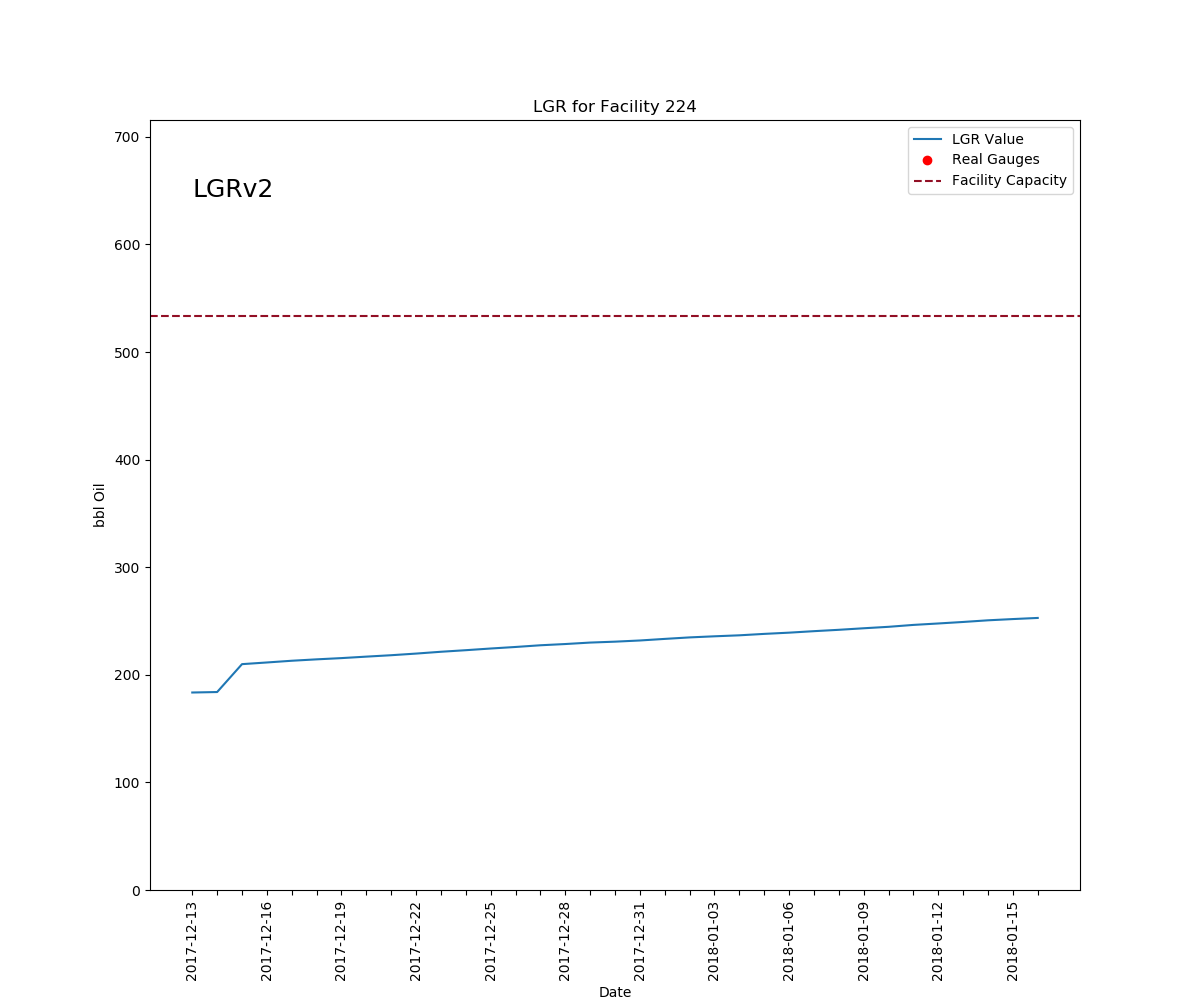 LGR for Facility 224
LGRv2
LGR Value
Real Gauges
Facility Capacity
700
600
500
400
300
200
100
0
bbl Oil
2017-12-13
2017-12-16
2017-12-19
2017-12-22
2017-12-25
2017-12-28
2017-12-31
2018-01-03
2018-01-06
2018-01-09
2018-01-12
2018-01-15
Date